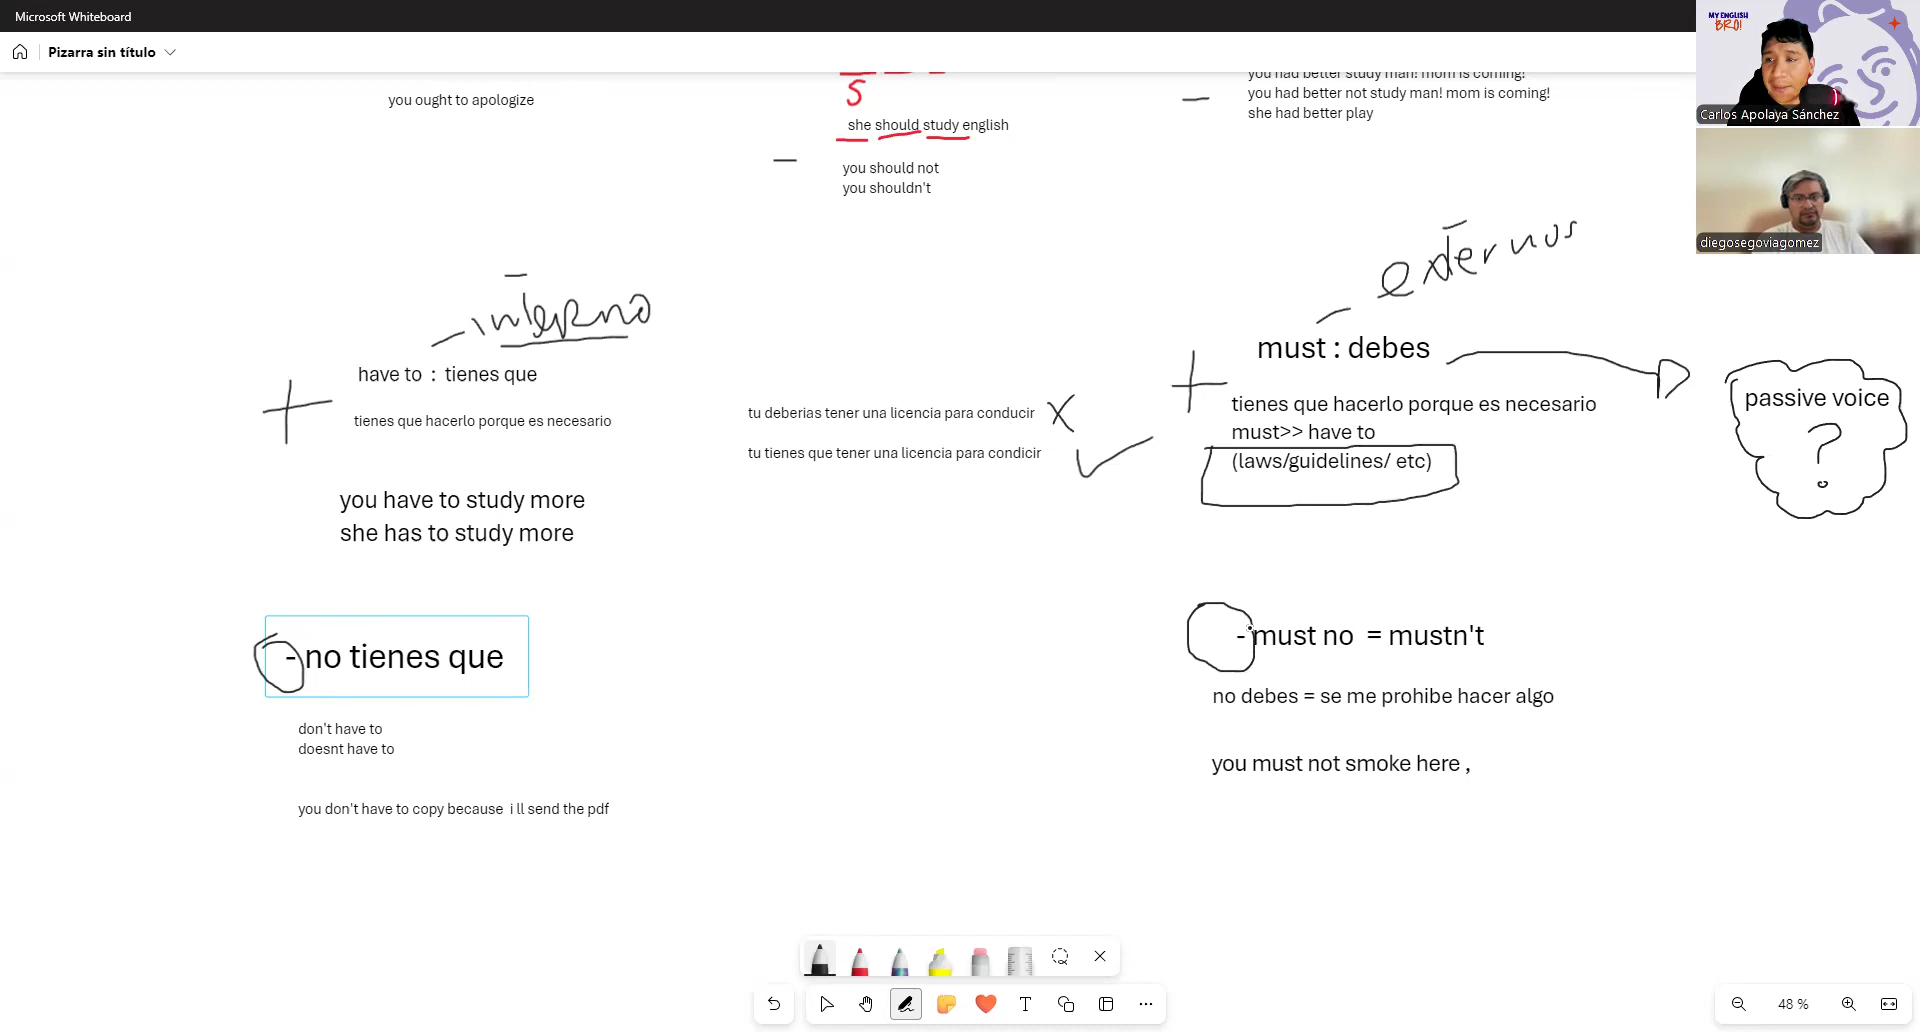 Microsoft Whiteboard
Pizarra sin título
MY ENGLISH
BRO!
Carlos Apolaya Sánchez
diegosegoviagomez
you ought to apologize
S
she should study english
you should not
you shouldn't
you had better study man! mom is coming!
you had better not study man! mom is coming!
she had better play
interno
have to : tienes que
tienes que hacerlo porque es necesario
you have to study more
she has to study more
tu deberias tener una licencia para conducir X
tu tienes que tener una licencia para condicir
externos
must : debes
tienes que hacerlo porque es necesario
must>> have to
(laws/guidelines/ etc)
passive voice
?
- no tienes que
don't have to
doesnt have to
you don't have to copy because i ll send the pdf
- must no = mustn't
no debes = se me prohibe hacer algo
you must not smoke here ,
48 %